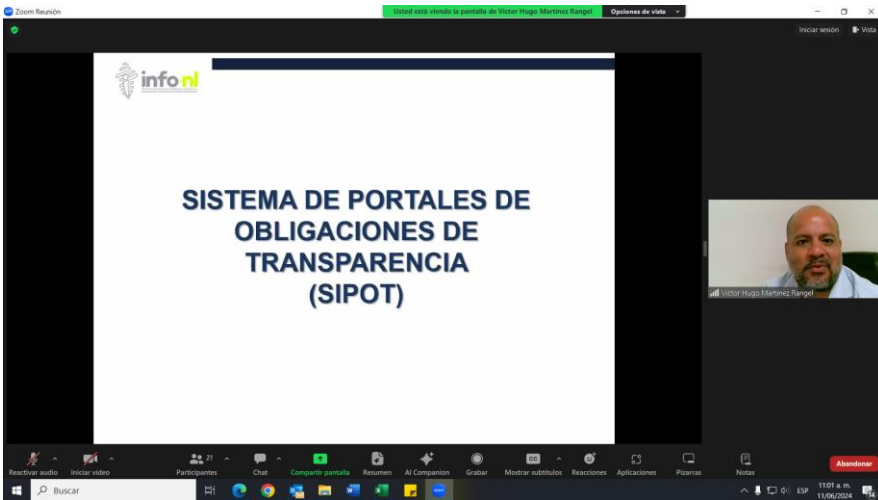 Zoom Reunión
Usted está viendo la pantalla de Victor Hugo Martinez Rangel
Opciones de vista
Iniciar sesión
Vista
info nl
SISTEMA DE PORTALES DE
OBLIGACIONES DE
TRANSPARENCIA
(SIPOT)
Victor Hugo Martinez Rangel
Reactivar audio
Iniciar video
21
Participantes
Chat
Compartir pantalla
Resumen
AI Companion
Grabar
CC
Mostrar subtítulos
Reacciones
Aplicaciones
Pizarras
Notas
Abandonar
Buscar
ESP
11:01 a. m.
11/06/2024